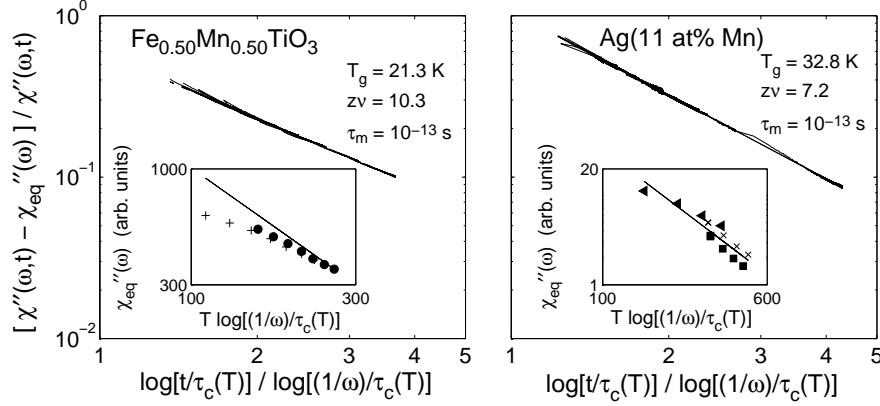 10⁰
10⁻¹
10⁻²
[ χ′′(ω,t) − χeq′′(ω) ] / χ′′(ω,t)
Fe0.50Mn0.50TiO3
Tg = 21.3 K
zν = 10.3
τm = 10⁻¹³ s
1000
300
χeq′′(ω) (arb. units)
100 300
T log[(1/ω)/τc(T)]
1 2 3 4 5
log[t/τc(T)] / log[(1/ω)/τc(T)]
Ag(11 at% Mn)
Tg = 32.8 K
zν = 7.2
τm = 10⁻¹³ s
20
1
χeq′′(ω) (arb. units)
100 600
T log[(1/ω)/τc(T)]
1 2 3 4 5
log[t/τc(T)] / log[(1/ω)/τc(T)]